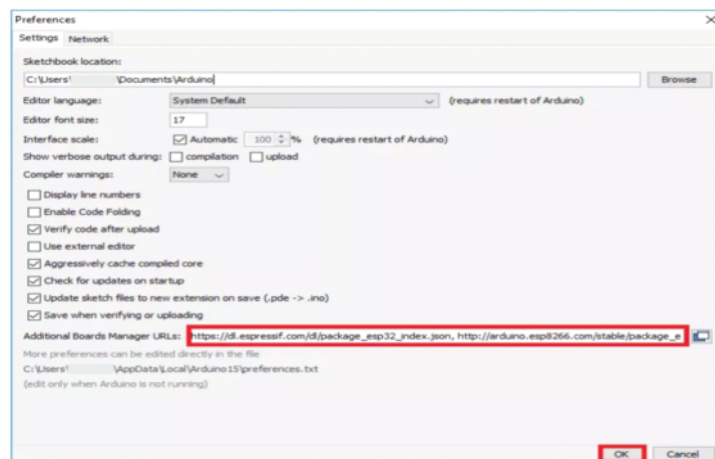 Preferences
Settings Network
Sketchbook location:
C:\Users' \Documents\Arduino Browse
Editor language: System Default (requires restart of Arduino)
Editor font size: 17
Interface scale: Automatic 100 % (requires restart of Arduino)
Show verbose output during: compilation upload
Compiler warnings: None
Display line numbers
Enable Code Folding
Verify code after upload
Use external editor
Aggressively cache compiled core
Check for updates on startup
Update sketch files to new extension on save (.pde -> .ino)
Save when verifying or uploading
Additional Boards Manager URLs: https://dl.espressif.com/dl/package_esp32_index.json, http://arduino.esp8266.com/stable/package_e
More preferences can be edited directly in the file
C:\Users' \AppData\Local\Arduino15\preferences.txt
(edit only when Arduino is not running)
OK Cancel